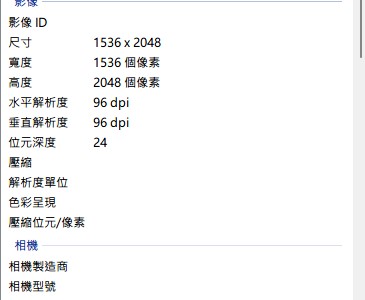 影像
影像 ID
尺寸 1536 x 2048
寬度 1536 個像素
高度 2048 個像素
水平解析度 96 dpi
垂直解析度 96 dpi
位元深度 24
壓縮
解析度單位
色彩呈現
壓縮位元/像素
相機
相機製造商
相機型號